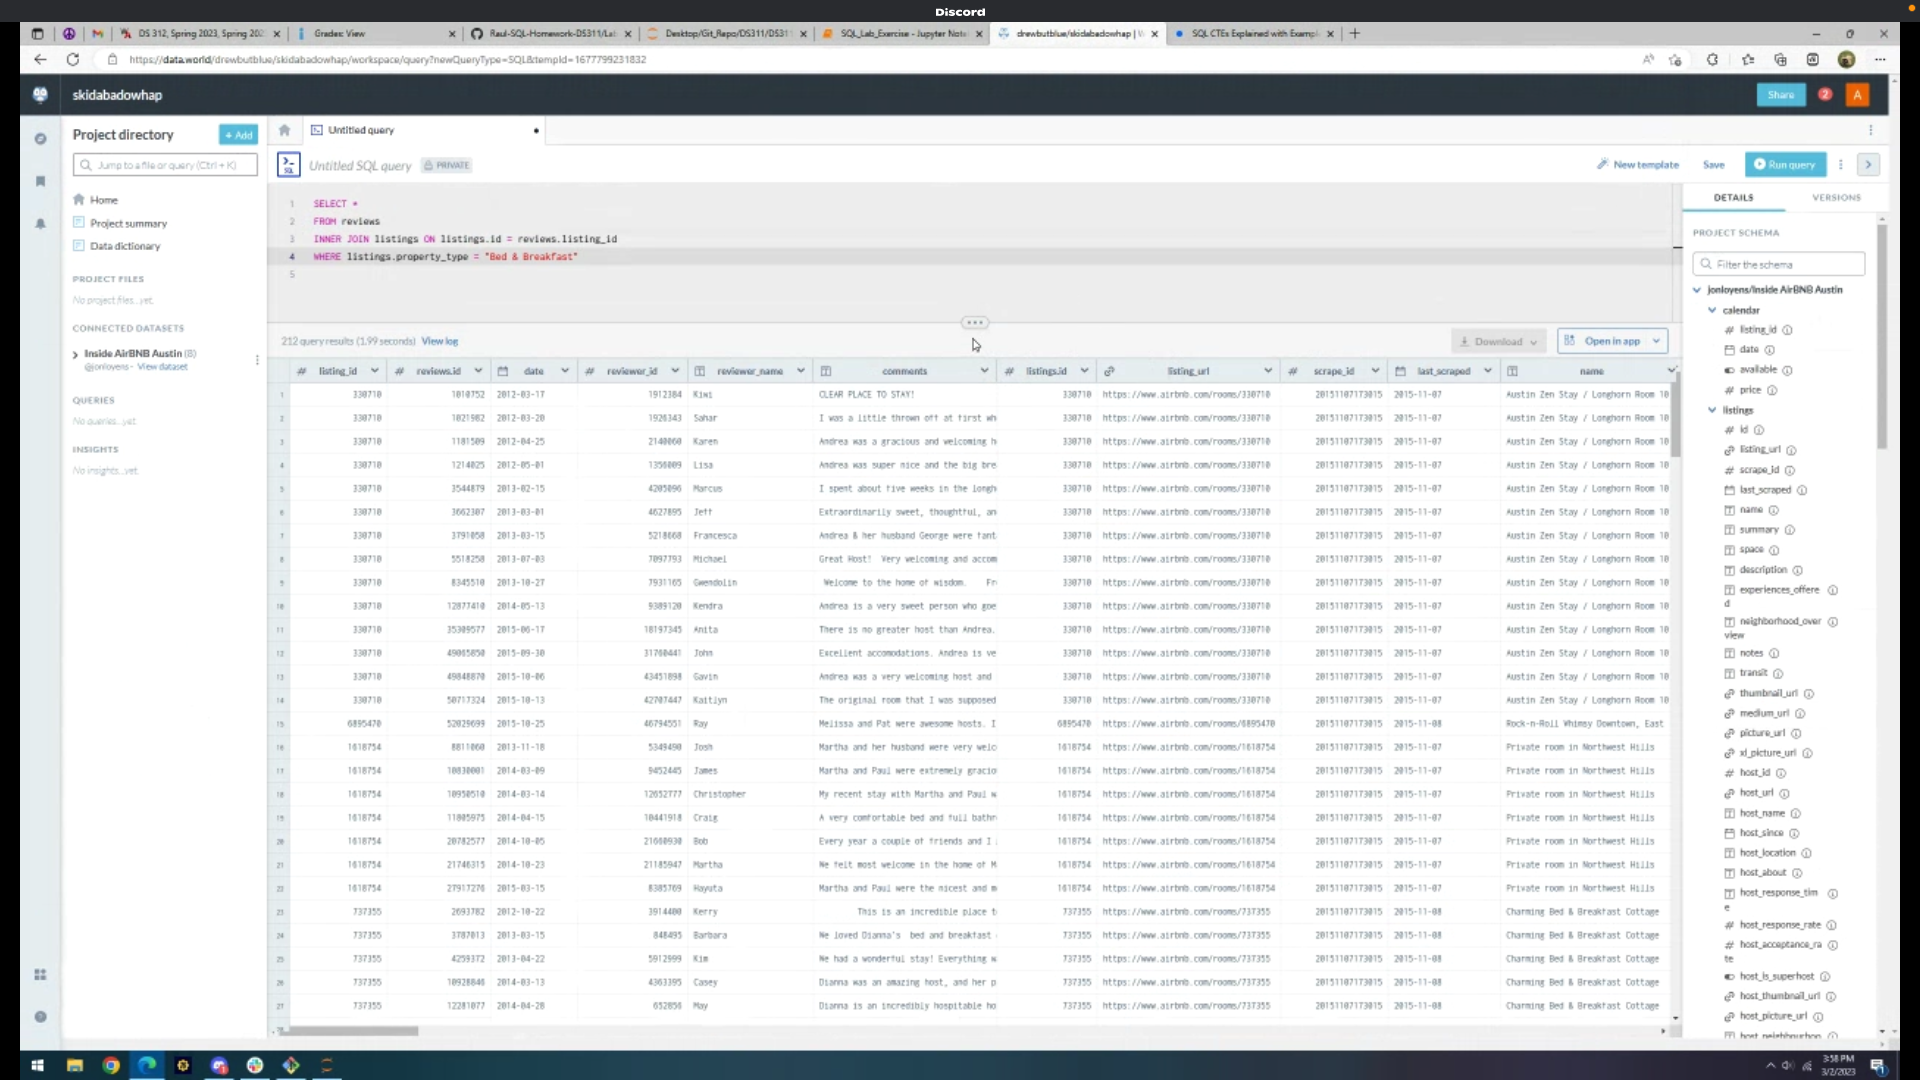 Discord
DS 312, Spring 2023, Spring 202
Grades: View
Raul-SQL-Homework-DS311/La
Desktop/Git_Repo/DS311/DS311
SQL_Lab_Exercise - Jupyter Note
drewbutblue/skidabadowhap |
SQL CTEs Explained with Exampl
https://data.world/drewbutblue/skidabadowhap/workspace/query?newQueryType=SQL&tempId=1677799231832
skidabadowhap
Share
2
A
Project directory
+ Add
Jump to a file or query (Ctrl + K)
Home
Project summary
Data dictionary
PROJECT FILES
No project files...yet.
CONNECTED DATASETS
Inside AirBNB Austin (8)
@jonloyens · View dataset
QUERIES
No queries...yet.
INSIGHTS
No insights...yet.
Untitled query
SQL
Untitled SQL query
PRIVATE
New template
Save
Run query
1 SELECT *
2 FROM reviews
3 INNER JOIN listings ON listings.id = reviews.listing_id
4 WHERE listings.property_type = "Bed & Breakfast"
5
212 query results (1.99 seconds) View log
Download
Open in app
# listing_id # reviews.id date # reviewer_id reviewer_name comments # listings.id listing_url # scrape_id last_scraped name
1 330710 1010752 2012-03-17 1912384 Kiwi CLEAR PLACE TO STAY! 330710 https://www.airbnb.com/rooms/330710 20151107173015 2015-11-07 Austin Zen Stay / Longhorn Room 10
2 330710 1021982 2012-03-20 1926343 Sahar I was a little thrown off at first wh 330710 https://www.airbnb.com/rooms/330710 20151107173015 2015-11-07 Austin Zen Stay / Longhorn Room 10
3 330710 1181509 2012-04-25 2140060 Karen Andrea was a gracious and welcoming h 330710 https://www.airbnb.com/rooms/330710 20151107173015 2015-11-07 Austin Zen Stay / Longhorn Room 10
4 330710 1214025 2012-05-01 1356009 Lisa Andrea was super nice and the big bre 330710 https://www.airbnb.com/rooms/330710 20151107173015 2015-11-07 Austin Zen Stay / Longhorn Room 10
5 330710 3544879 2013-02-15 4205096 Marcus I spent about five weeks in the longh 330710 https://www.airbnb.com/rooms/330710 20151107173015 2015-11-07 Austin Zen Stay / Longhorn Room 10
6 330710 3662307 2013-03-01 4627895 Jeff Extraordinarily sweet, thoughtful, an 330710 https://www.airbnb.com/rooms/330710 20151107173015 2015-11-07 Austin Zen Stay / Longhorn Room 10
7 330710 3791058 2013-03-15 5218668 Francesca Andrea & her husband George were fant 330710 https://www.airbnb.com/rooms/330710 20151107173015 2015-11-07 Austin Zen Stay / Longhorn Room 10
8 330710 5518258 2013-07-03 7097793 Michael Great Host! Very welcoming and accom 330710 https://www.airbnb.com/rooms/330710 20151107173015 2015-11-07 Austin Zen Stay / Longhorn Room 10
9 330710 8345510 2013-10-27 7931165 Gwendolin Welcome to the home of wisdom. Fr 330710 https://www.airbnb.com/rooms/330710 20151107173015 2015-11-07 Austin Zen Stay / Longhorn Room 10
10 330710 12877410 2014-05-13 9389120 Kendra Andrea is a very sweet person who goe 330710 https://www.airbnb.com/rooms/330710 20151107173015 2015-11-07 Austin Zen Stay / Longhorn Room 10
11 330710 35309577 2015-06-17 18197345 Anita There is no greater host than Andrea. 330710 https://www.airbnb.com/rooms/330710 20151107173015 2015-11-07 Austin Zen Stay / Longhorn Room 10
12 330710 49065050 2015-09-30 31760441 John Excellent accomodations. Andrea is ve 330710 https://www.airbnb.com/rooms/330710 20151107173015 2015-11-07 Austin Zen Stay / Longhorn Room 10
13 330710 49848870 2015-10-06 43451898 Gavin Andrea was a very welcoming host and 330710 https://www.airbnb.com/rooms/330710 20151107173015 2015-11-07 Austin Zen Stay / Longhorn Room 10
14 330710 50717324 2015-10-13 42707447 Kaitlyn The original room that I was supposed 330710 https://www.airbnb.com/rooms/330710 20151107173015 2015-11-07 Austin Zen Stay / Longhorn Room 10
15 6895470 52029699 2015-10-25 46794551 Ray Melissa and Pat were awesome hosts. I 6895470 https://www.airbnb.com/rooms/6895470 20151107173015 2015-11-08 Rock-n-Roll Whimsy Downtown, East
16 1618754 8811060 2013-11-18 5349490 Josh Martha and her husband were very welc 1618754 https://www.airbnb.com/rooms/1618754 20151107173015 2015-11-07 Private room in Northwest Hills
17 1618754 10830001 2014-03-09 9452445 James Martha and Paul were extremely gracio 1618754 https://www.airbnb.com/rooms/1618754 20151107173015 2015-11-07 Private room in Northwest Hills
18 1618754 10950510 2014-03-14 12652777 Christopher My recent stay with Martha and Paul w 1618754 https://www.airbnb.com/rooms/1618754 20151107173015 2015-11-07 Private room in Northwest Hills
19 1618754 11805975 2014-04-15 10441918 Craig A very comfortable bed and full bathr 1618754 https://www.airbnb.com/rooms/1618754 20151107173015 2015-11-07 Private room in Northwest Hills
20 1618754 20782577 2014-10-05 21660930 Bob Every year a couple of friends and I 1618754 https://www.airbnb.com/rooms/1618754 20151107173015 2015-11-07 Private room in Northwest Hills
21 1618754 21746315 2014-10-23 21185947 Martha We felt most welcome in the home of M 1618754 https://www.airbnb.com/rooms/1618754 20151107173015 2015-11-07 Private room in Northwest Hills
22 1618754 27917276 2015-03-15 8385769 Hayuta Martha and Paul were the nicest and m 1618754 https://www.airbnb.com/rooms/1618754 20151107173015 2015-11-07 Private room in Northwest Hills
23 737355 2693782 2012-10-22 3914400 Kerry This is an incredible place t 737355 https://www.airbnb.com/rooms/737355 20151107173015 2015-11-08 Charming Bed & Breakfast Cottage
24 737355 3787013 2013-03-15 848495 Barbara We loved Dianna's bed and breakfast 737355 https://www.airbnb.com/rooms/737355 20151107173015 2015-11-08 Charming Bed & Breakfast Cottage
25 737355 4259372 2013-04-22 5912999 Kim We had a wonderful stay! Everything w 737355 https://www.airbnb.com/rooms/737355 20151107173015 2015-11-08 Charming Bed & Breakfast Cottage
26 737355 10928846 2014-03-13 4363395 Casey Dianna was an amazing host, and her p 737355 https://www.airbnb.com/rooms/737355 20151107173015 2015-11-08 Charming Bed & Breakfast Cottage
27 737355 12281077 2014-04-28 652856 May Dianna is an incredibly hospitable ho 737355 https://www.airbnb.com/rooms/737355 20151107173015 2015-11-08 Charming Bed & Breakfast Cottage
DETAILS
VERSIONS
PROJECT SCHEMA
Filter the schema
jonloyens/Inside AirBNB Austin
calendar
# listing_id
date
available
# price
listings
# id
listing_url
# scrape_id
last_scraped
name
summary
space
description
experiences_offere
d
neighborhood_over
view
notes
transit
thumbnail_url
medium_url
picture_url
xl_picture_url
# host_id
host_url
host_name
host_since
host_location
host_about
host_response_tim
e
# host_response_rate
# host_acceptance_ra
te
host_is_superhost
host_thumbnail_url
host_picture_url
host_neighbourhoo
3:58 PM
3/2/2023